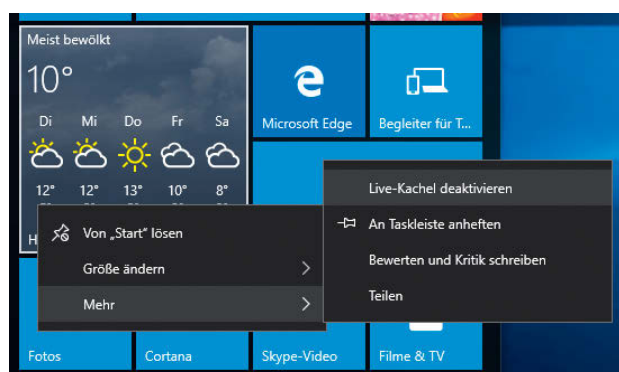 Meist bewölkt
10°
Di Mi Do Fr Sa
12° 12° 13° 10° 8°
Microsoft Edge
Begleiter für T...
H
Von „Start“ lösen
Größe ändern
Mehr
Live-Kachel deaktivieren
An Taskleiste anheften
Bewerten und Kritik schreiben
Teilen
Fotos
Cortana
Skype-Video
Filme & TV